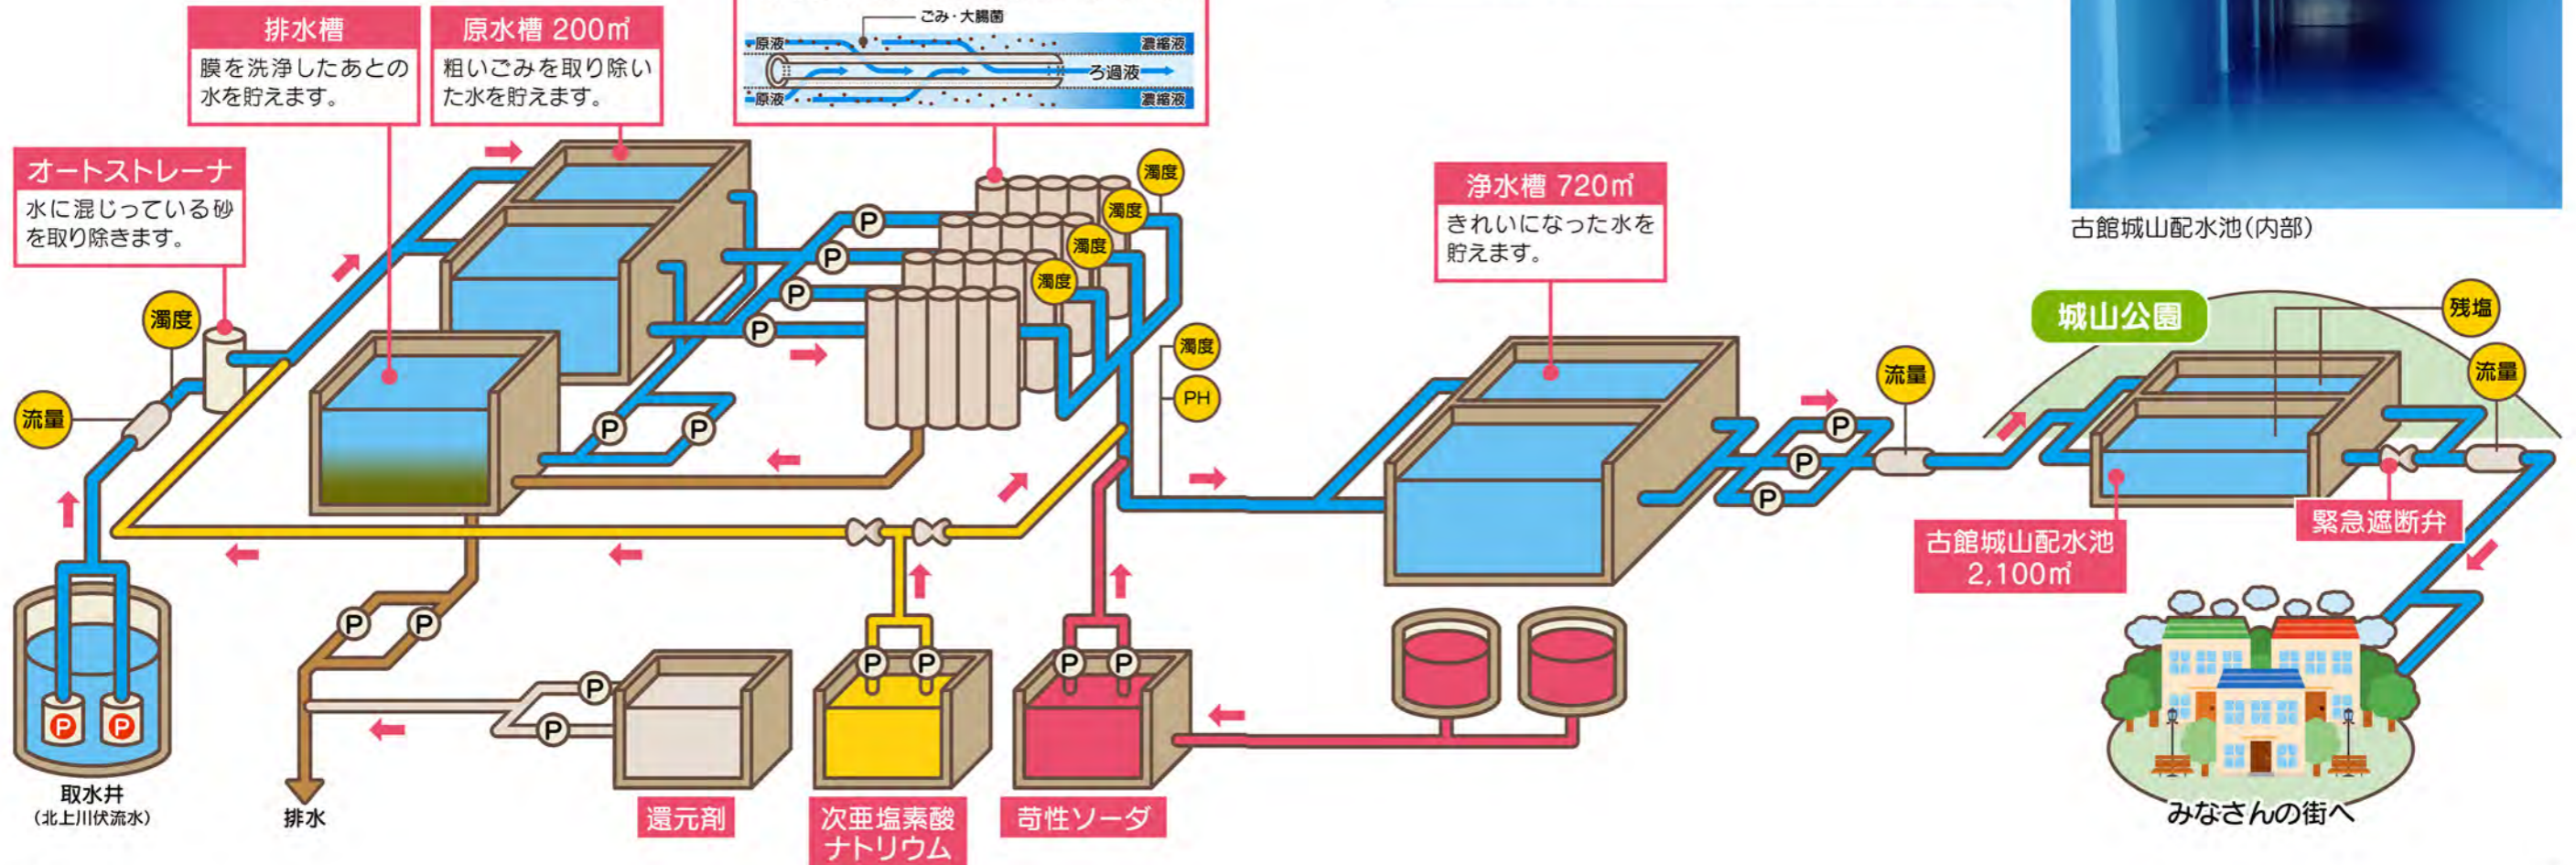 排水槽
膜を洗浄したあとの
水を貯えます。
原水槽 200㎥
粗いごみを取り除い
た水を貯えます。
ごみ・大腸菌
原液
濃縮液
ろ過液
原液
濃縮液
オートストレーナ
水に混じっている砂
を取り除きます。
濁度
流量
P
P
取水井
(北上川伏流水)
P
P
P
P
P
P
濁度
濁度
濁度
濁度
濁度
PH
P
P
排水
P
P
還元剤
P
P
次亜塩素酸
ナトリウム
P
P
苛性ソーダ
浄水槽 720㎥
きれいになった水を
貯えます。
P
P
P
流量
古館城山配水池(内部)
城山公園
残塩
流量
古館城山配水池
2,100㎥
緊急遮断弁
みなさんの街へ